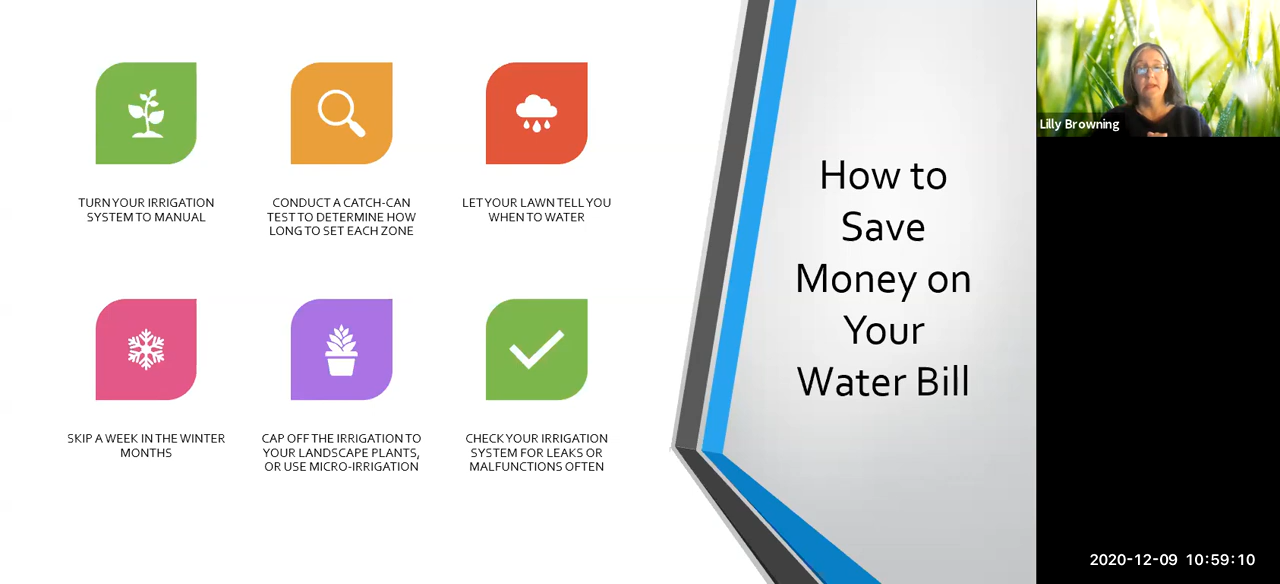 TURN YOUR IRRIGATION
SYSTEM TO MANUAL
CONDUCT A CATCH-CAN
TEST TO DETERMINE HOW
LONG TO SET EACH ZONE
LET YOUR LAWN TELL YOU
WHEN TO WATER
SKIP A WEEK IN THE WINTER
MONTHS
CAP OFF THE IRRIGATION TO
YOUR LANDSCAPE PLANTS,
OR USE MICRO-IRRIGATION
CHECK YOUR IRRIGATION
SYSTEM FOR LEAKS OR
MALFUNCTIONS OFTEN
How to
Save
Money on
Your
Water Bill
Lilly Browning
2020-12-09 10:59:10